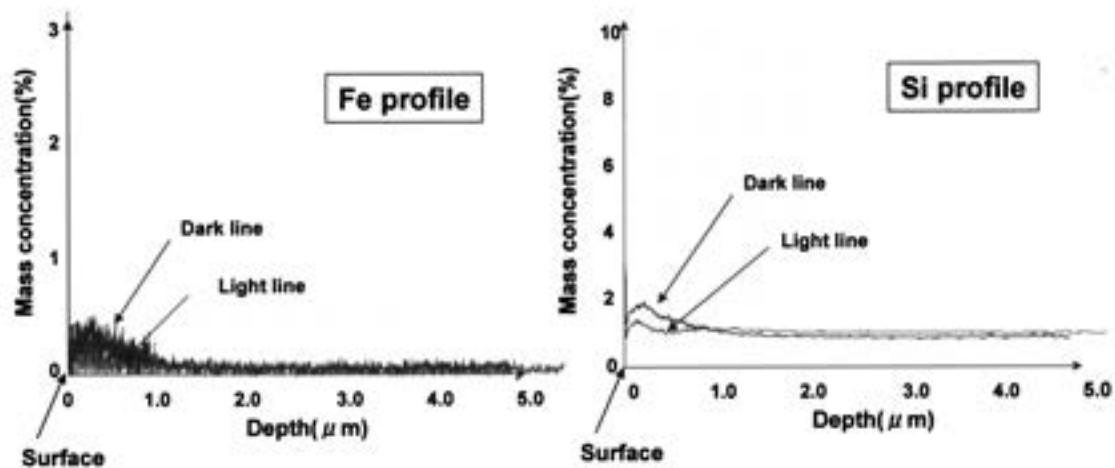 3
2
1
0
Mass concentration(%)
Fe profile
Dark line
Light line
0
1.0
2.0
3.0
4.0
5.0
Depth( μ m)
Surface
10
8
6
4
2
0
Mass concentration(%)
Si profile
Dark line
Light line
0
1.0
2.0
3.0
4.0
5.0
Depth( μ m)
Surface